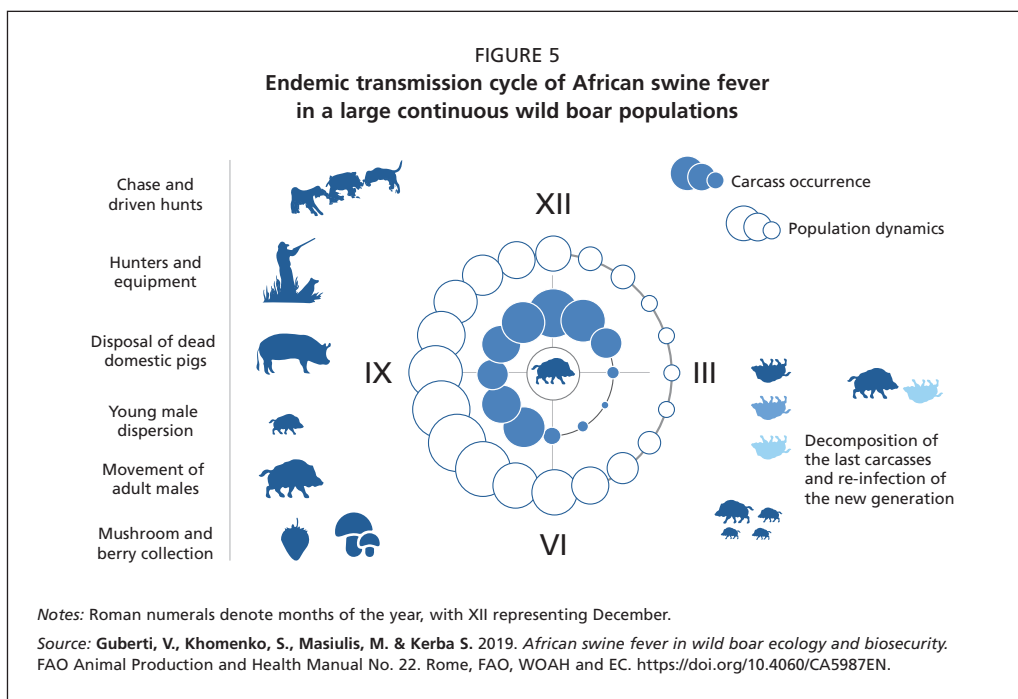 FIGURE 5
Endemic transmission cycle of African swine fever
in a large continuous wild boar populations
Chase and
driven hunts
Hunters and
equipment
Disposal of dead
domestic pigs
Young male
dispersion
Movement of
adult males
Mushroom and
berry collection
XII
IX
III
VI
Carcass occurrence
Population dynamics
Decomposition of
the last carcasses
and re-infection of
the new generation
Notes: Roman numerals denote months of the year, with XII representing December.
Source: Guberti, V., Khomenko, S., Masiulis, M. & Kerba S. 2019. African swine fever in wild boar ecology and biosecurity.
FAO Animal Production and Health Manual No. 22. Rome, FAO, WOAH and EC. https://doi.org/10.4060/CA5987EN.